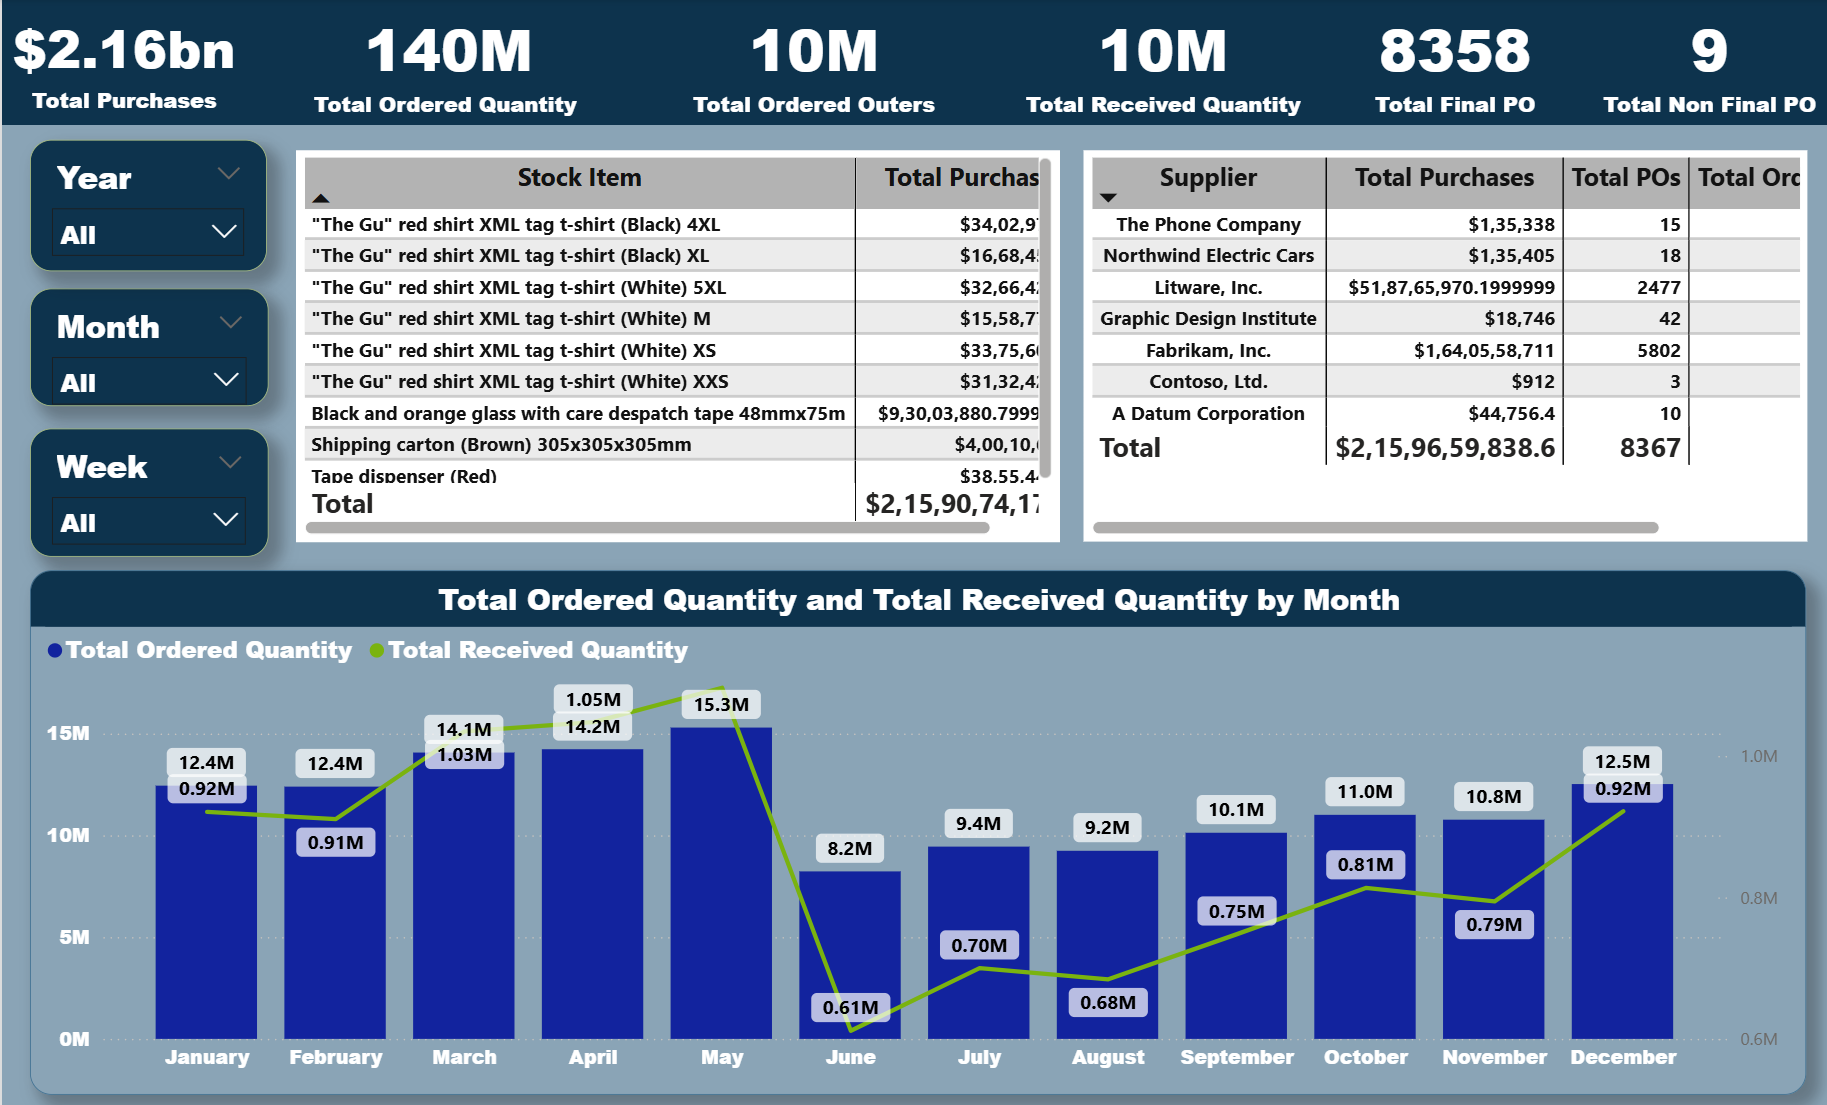 $2.16bn 140M 10M 10M 8358 9
Total Purchases Total Ordered Quantity Total Ordered Outers Total Received Quantity Total Final PO Total Non Final PO
Year
All
Month
All
Week
All
Stock Item Total Purchas
"The Gu" red shirt XML tag t-shirt (Black) 4XL $34,02,9
"The Gu" red shirt XML tag t-shirt (Black) XL $16,68,4
"The Gu" red shirt XML tag t-shirt (White) 5XL $32,66,4
"The Gu" red shirt XML tag t-shirt (White) M $15,58,7
"The Gu" red shirt XML tag t-shirt (White) XS $33,75,6
"The Gu" red shirt XML tag t-shirt (White) XXS $31,32,4
Black and orange glass with care despatch tape 48mmx75m $9,30,03,880.7999
Shipping carton (Brown) 305x305x305mm $4,00,10,
Tape dispenser (Red) $38,55,4
Total $2,15,90,74,17
Supplier Total Purchases Total POs Total Ord
The Phone Company $1,35,338 15
Northwind Electric Cars $1,35,405 18
Litware, Inc. $51,87,65,970.1999999 2477
Graphic Design Institute $18,746 42
Fabrikam, Inc. $1,64,05,58,711 5802
Contoso, Ltd. $912 3
A Datum Corporation $44,756.4 10
Total $2,15,96,59,838.6 8367
Total Ordered Quantity and Total Received Quantity by Month
Total Ordered Quantity Total Received Quantity
15M
10M
5M
0M
12.4M 12.4M 14.1M 14.2M 15.3M 8.2M 9.4M 9.2M 10.1M 11.0M 10.8M 12.5M
0.92M 0.91M 1.03M 1.05M 0.61M 0.70M 0.68M 0.75M 0.81M 0.79M 0.92M
1.0M
0.8M
0.6M
January February March April May June July August September October November December